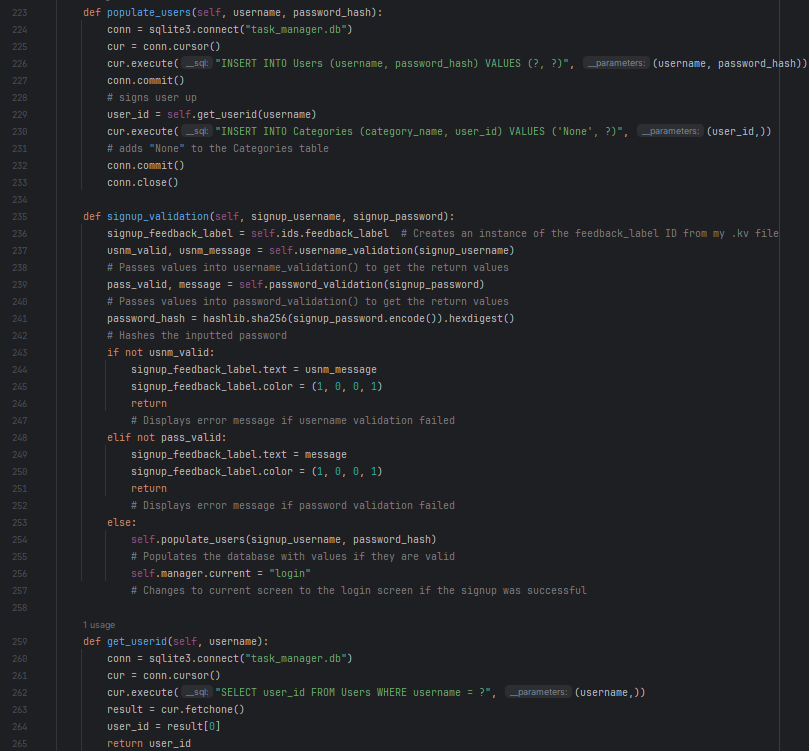 223 def populate_users(self, username, password_hash):
224 conn = sqlite3.connect("task_manager.db")
225 cur = conn.cursor()
226 cur.execute( __sql: "INSERT INTO Users (username, password_hash) VALUES (?, ?)", __parameters: (username, password_hash))
227 conn.commit()
228 # signs user up
229 user_id = self.get_userid(username)
230 cur.execute( __sql: "INSERT INTO Categories (category_name, user_id) VALUES ('None', ?)", __parameters: (user_id,))
231 # adds "None" to the Categories table
232 conn.commit()
233 conn.close()
234
235 def signup_validation(self, signup_username, signup_password):
236 signup_feedback_label = self.ids.feedback_label # Creates an instance of the feedback_label ID from my .kv file
237 usnm_valid, usnm_message = self.username_validation(signup_username)
238 # Passes values into username_validation() to get the return values
239 pass_valid, message = self.password_validation(signup_password)
240 # Passes values into password_validation() to get the return values
241 password_hash = hashlib.sha256(signup_password.encode()).hexdigest()
242 # Hashes the inputted password
243 if not usnm_valid:
244 signup_feedback_label.text = usnm_message
245 signup_feedback_label.color = (1, 0, 0, 1)
246 return
247 # Displays error message if username validation failed
248 elif not pass_valid:
249 signup_feedback_label.text = message
250 signup_feedback_label.color = (1, 0, 0, 1)
251 return
252 # Displays error message if password validation failed
253 else:
254 self.populate_users(signup_username, password_hash)
255 # Populates the database with values if they are valid
256 self.manager.current = "login"
257 # Changes to current screen to the login screen if the signup was successful
258
1 usage
259 def get_userid(self, username):
260 conn = sqlite3.connect("task_manager.db")
261 cur = conn.cursor()
262 cur.execute( __sql: "SELECT user_id FROM Users WHERE username = ?", __parameters: (username,))
263 result = cur.fetchone()
264 user_id = result[0]
265 return user_id